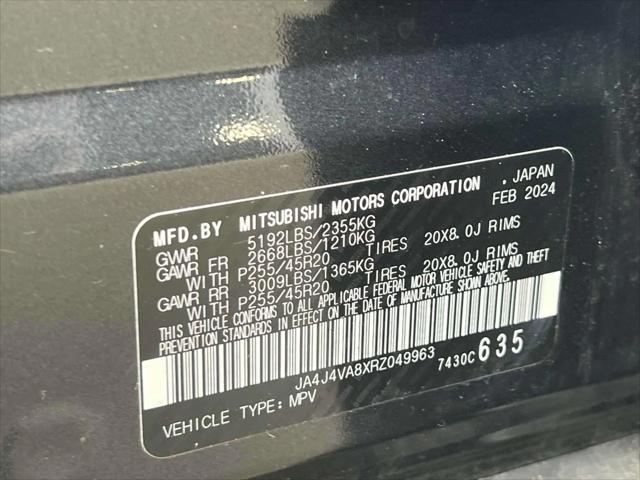 MFD.BY MITSUBISHI MOTORS CORPORATION , JAPAN
GVWR 5192LBS/2355KG FEB 2024
GAWR FR 2668LBS/1210KG
WITH P255/45R20 TIRES 20X8.0J RIMS
GAWR RR 3009LBS/1365KG
WITH P255/45R20 TIRES 20X8.0J RIMS
THIS VEHICLE CONFORMS TO ALL APPLICABLE FEDERAL MOTOR VEHICLE SAFETY AND THEFT
PREVENTION STANDARDS IN EFFECT ON THE DATE OF MANUFACTURE SHOWN ABOVE.
JA4J4VA8XRZ049963 7430C 635
VEHICLE TYPE: MPV